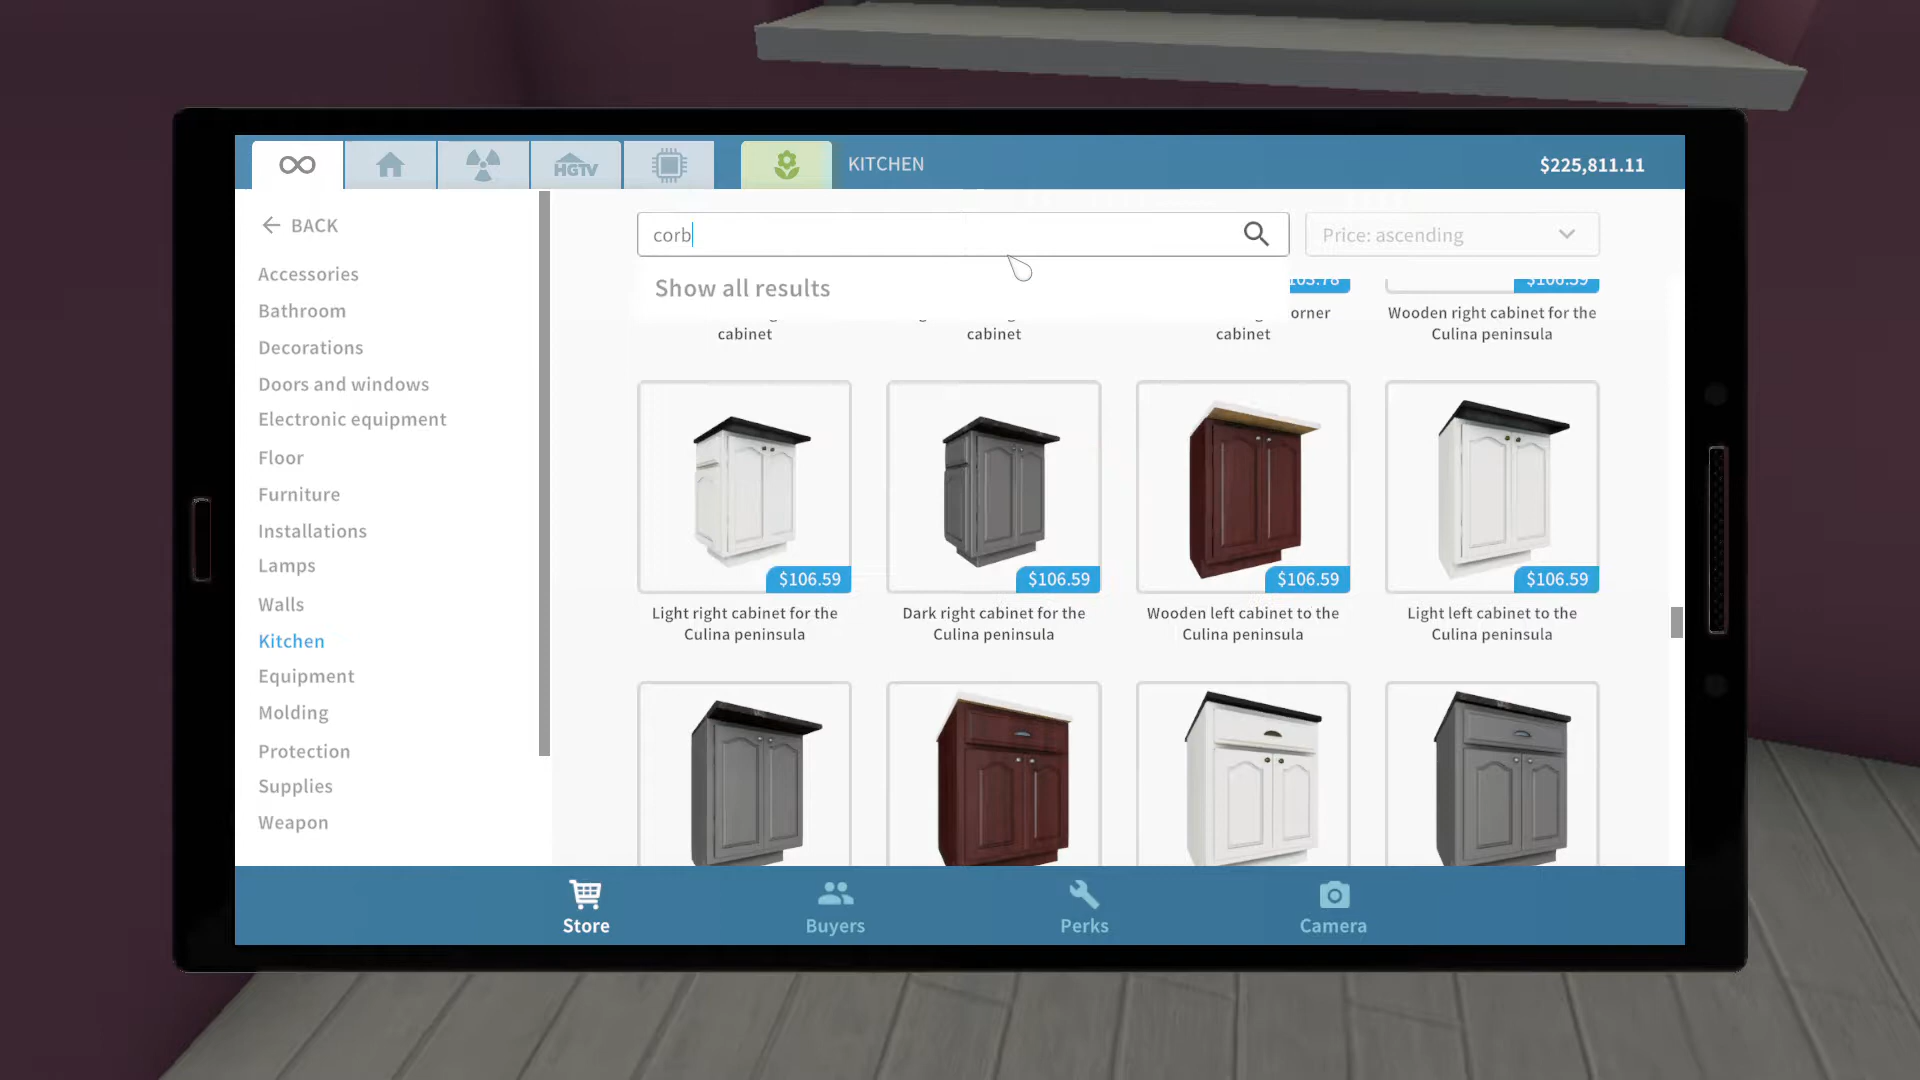 HGTV
KITCHEN
$225,811.11
BACK
corb
Price: ascending
Show all results
Accessories
Bathroom
Decorations
Doors and windows
Electronic equipment
Floor
Furniture
Installations
Lamps
Walls
Kitchen
Equipment
Molding
Protection
Supplies
Weapon
$106.59
cabinet
cabinet
cabinet
orner
Wooden right cabinet for the
Culina peninsula
$106.59
$106.59
$106.59
$106.59
Light right cabinet for the
Culina peninsula
Dark right cabinet for the
Culina peninsula
Wooden left cabinet to the
Culina peninsula
Light left cabinet to the
Culina peninsula
Store
Buyers
Perks
Camera